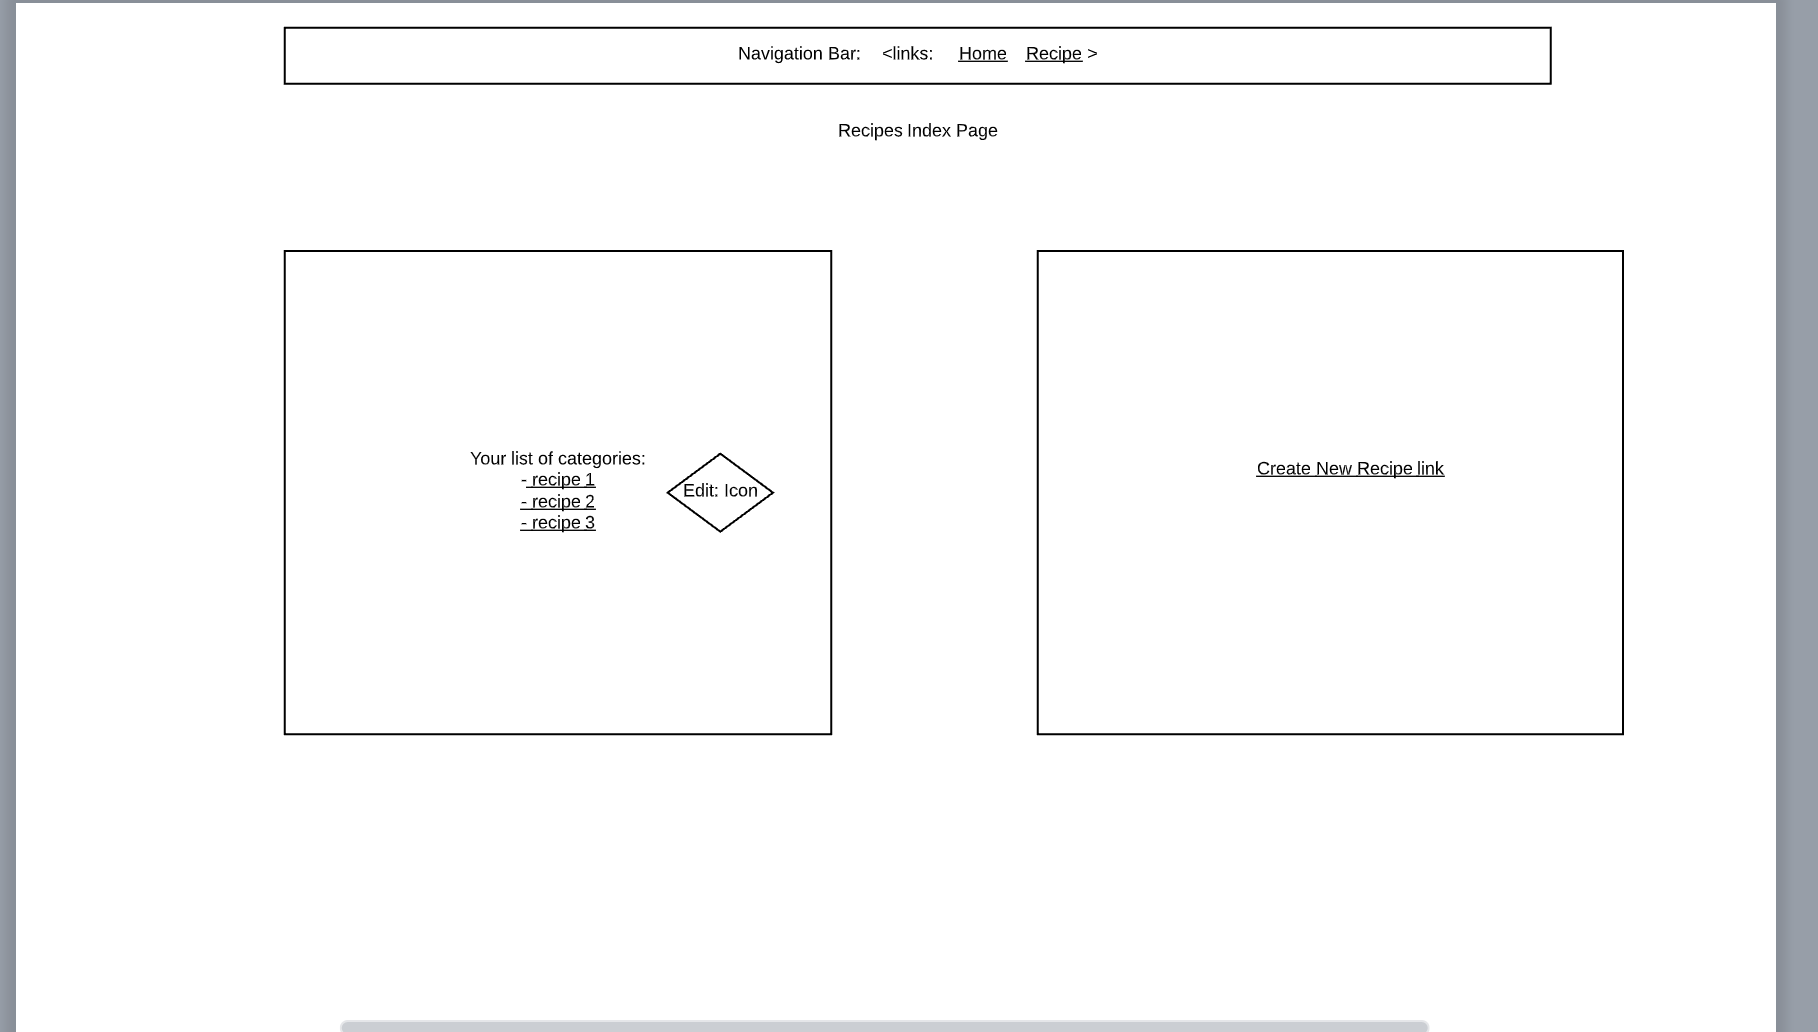 Navigation Bar: <links: Home Recipe >
Recipes Index Page
Your list of categories:
- recipe 1
- recipe 2
- recipe 3
Edit: Icon
Create New Recipe link